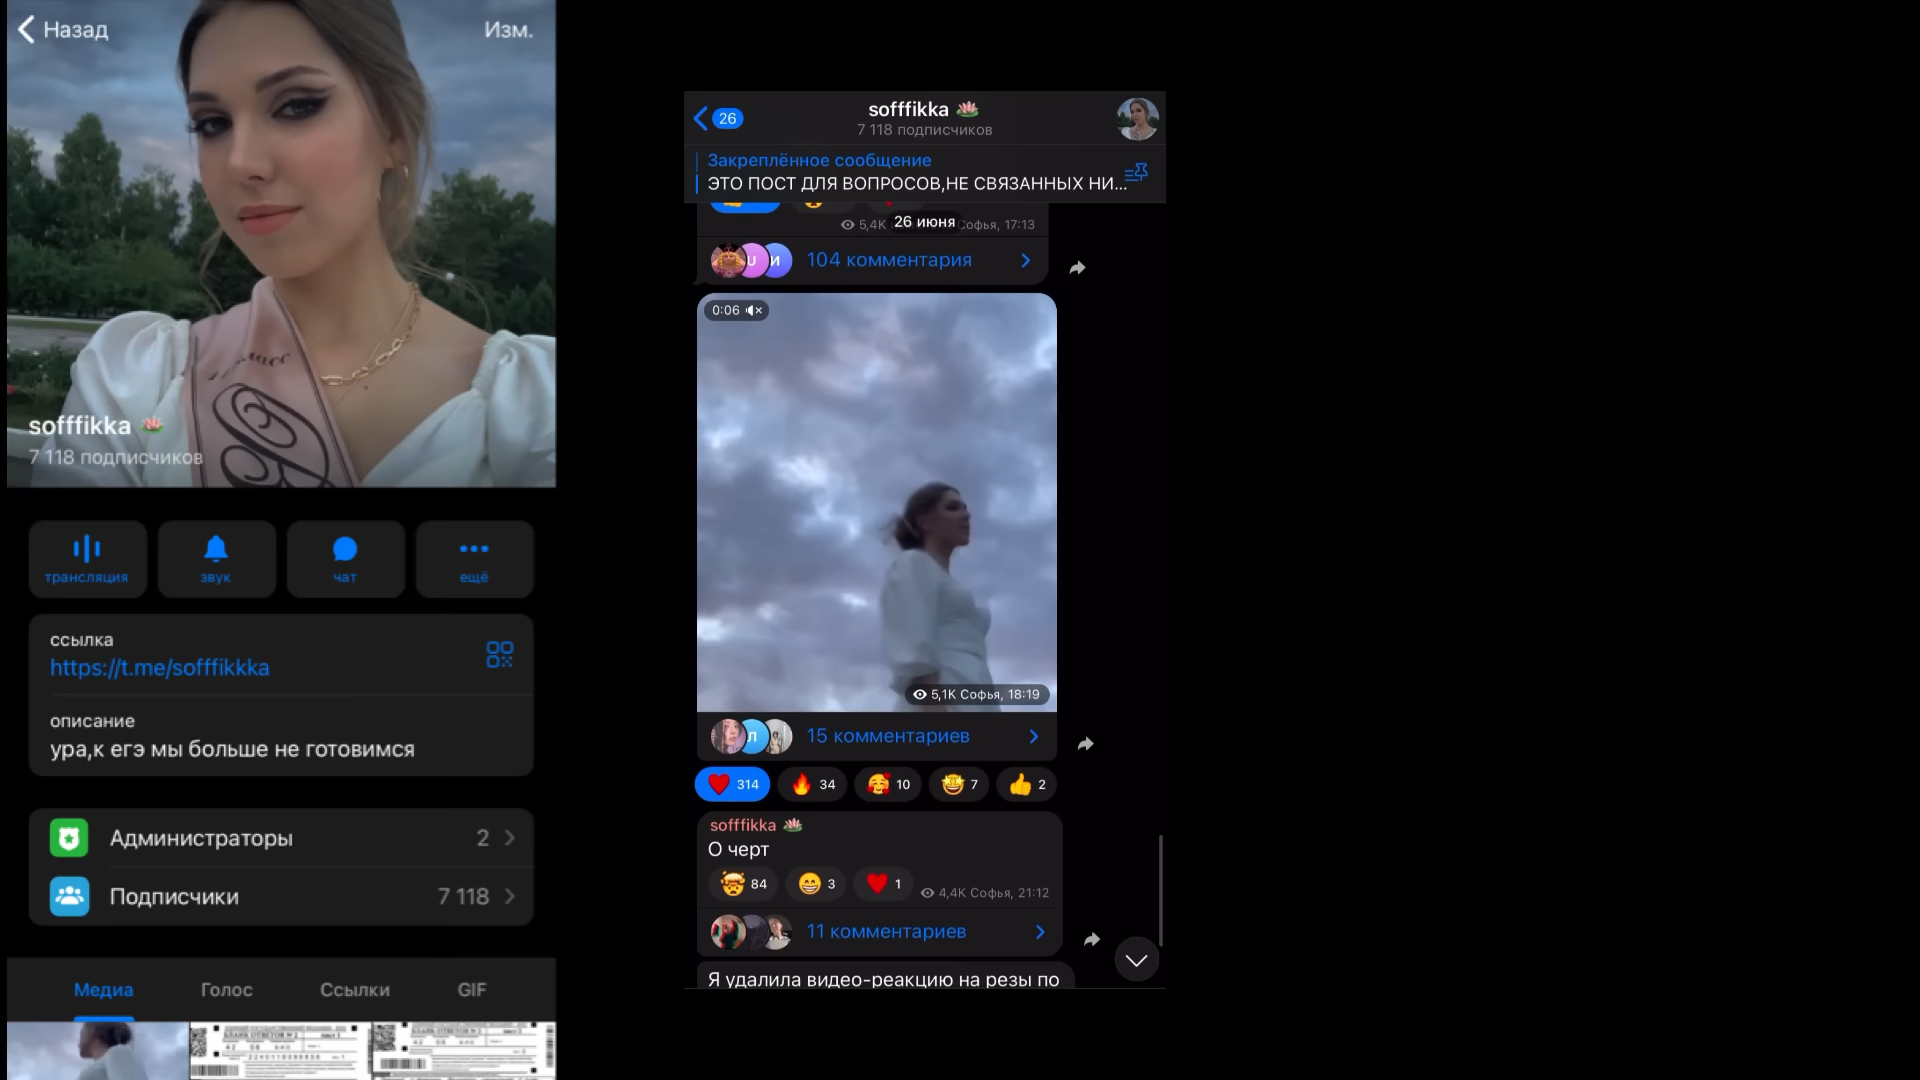 Назад
Изм.
sofffikka
7 118 подписчиков
трансляция
звук
чат
ещё
ссылка
https://t.me/sofffikkka
описание
ура,к егэ мы больше не готовимся
Администраторы 2
Подписчики 7 118
Медиа
Голос
Ссылки
GIF
БЛАНК ОТВЕТОВ № 2
26
sofffikka
7 118 подписчиков
Закреплённое сообщение
ЭТО ПОСТ ДЛЯ ВОПРОСОВ,НЕ СВЯЗАННЫХ НИ...
5,4K
26 июня
Софья, 17:13
U
И
104 комментария
0:06
5,1K Софья, 18:19
Л
15 комментариев
314
34
10
7
2
sofffikka
О черт
84
3
1
4,4K Софья, 21:12
11 комментариев
Я удалила видео-реакцию на резы по